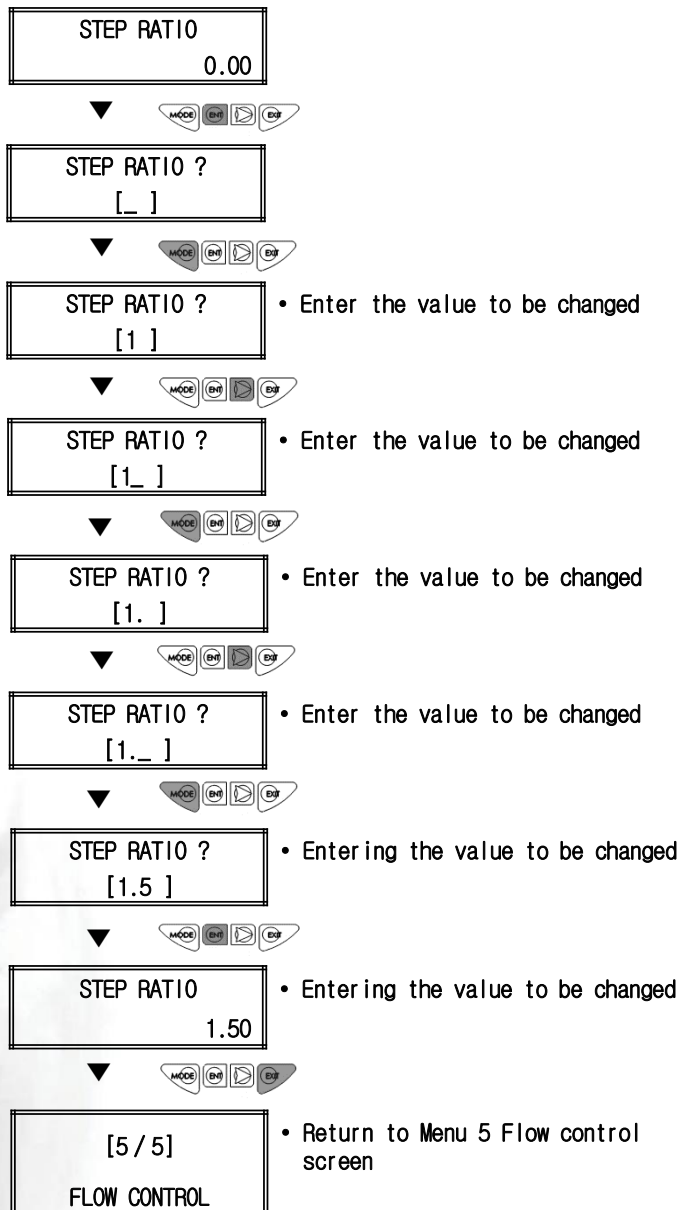 STEP RATIO
0.00
▼ MODE ENT EXIT
STEP RATIO ?
[_ ]
▼ MODE ENT EXIT
STEP RATIO ? • Enter the value to be changed
[1 ]
▼ MODE ENT EXIT
STEP RATIO ? • Enter the value to be changed
[1_ ]
▼ MODE ENT EXIT
STEP RATIO ? • Enter the value to be changed
[1. ]
▼ MODE ENT EXIT
STEP RATIO ? • Enter the value to be changed
[1._ ]
▼ MODE ENT EXIT
STEP RATIO ? • Entering the value to be changed
[1.5 ]
▼ MODE ENT EXIT
STEP RATIO • Entering the value to be changed
1.50
▼ MODE ENT EXIT
[5/5] • Return to Menu 5 Flow control
screen
FLOW CONTROL